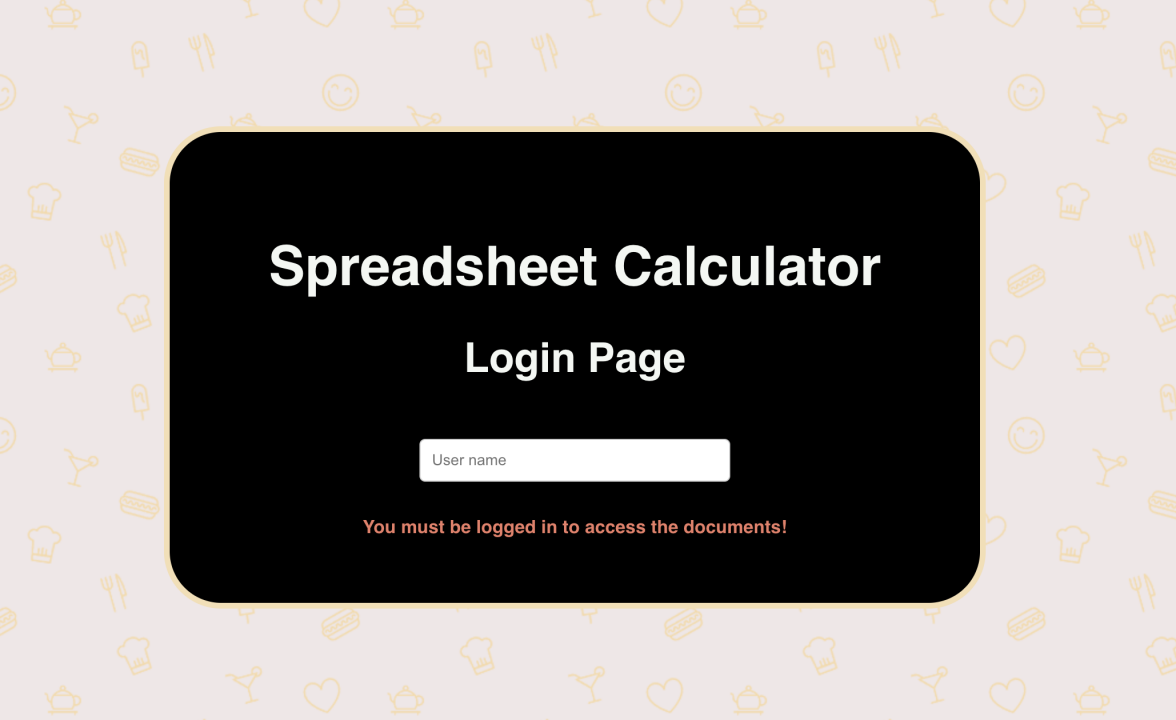 Spreadsheet Calculator
Login Page
User name
You must be logged in to access the documents!